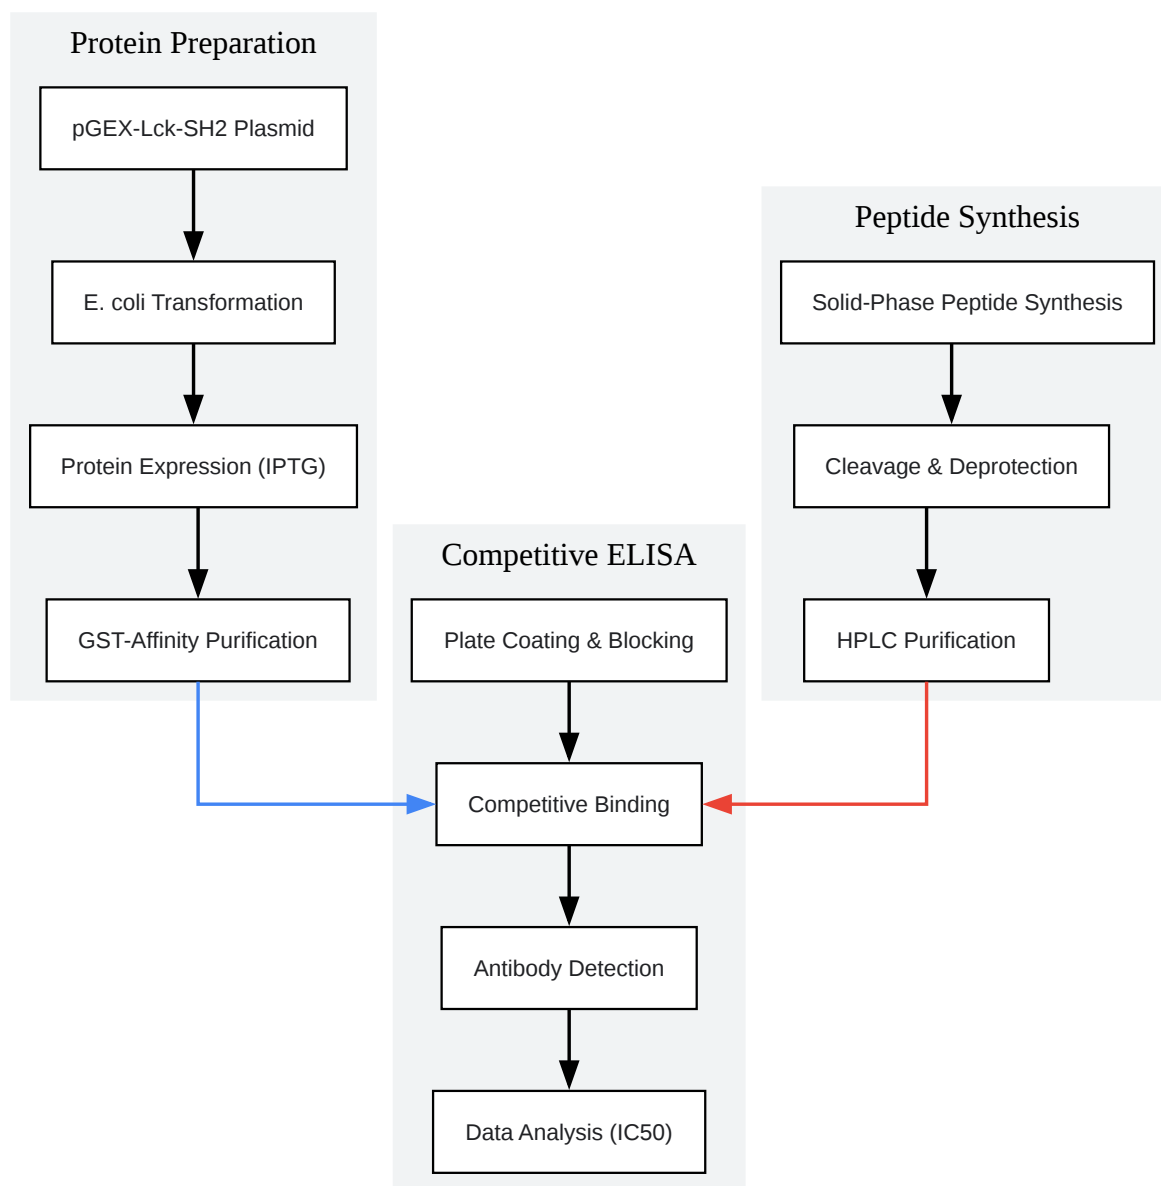 Protein Preparation
pGEX-Lck-SH2 Plasmid
E. coli Transformation
Protein Expression (IPTG)
GST-Affinity Purification
Competitive ELISA
Plate Coating & Blocking
Competitive Binding
Antibody Detection
Data Analysis (IC50)
Peptide Synthesis
Solid-Phase Peptide Synthesis
Cleavage & Deprotection
HPLC Purification